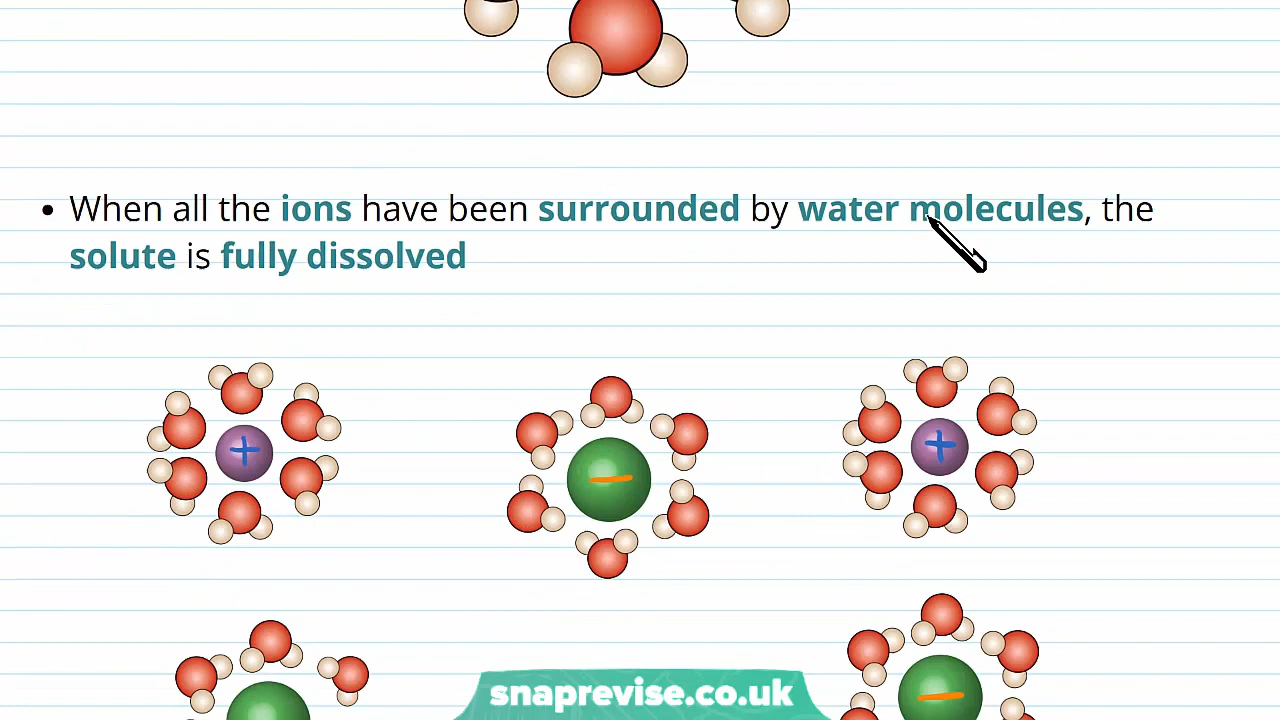 • When all the ions have been surrounded by water molecules, the
solute is fully dissolved
+
−
+
−
snaprevise.co.uk